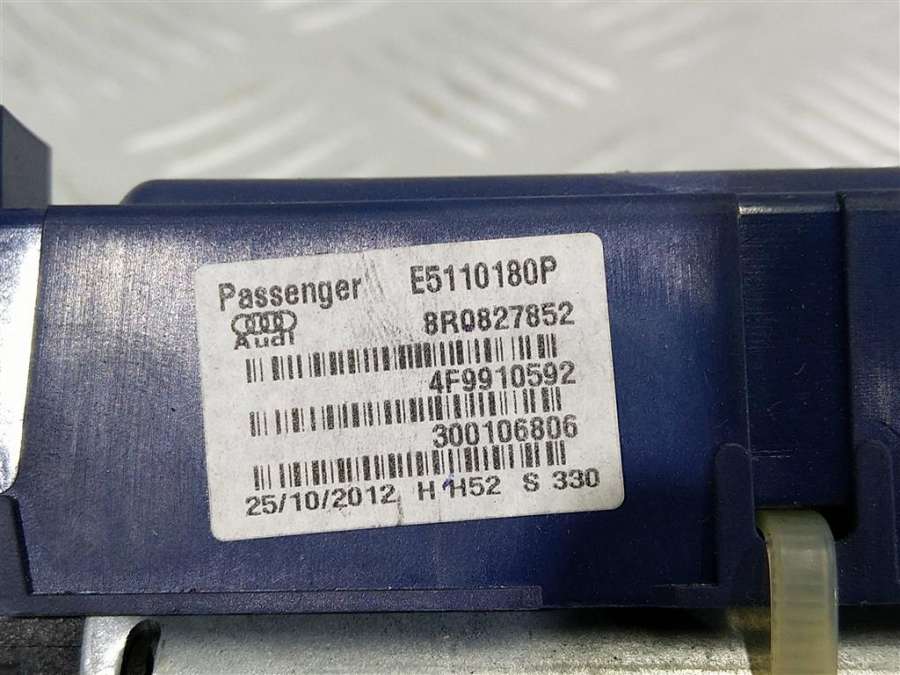 Passenger E5110180P
Audi 8R0827852
4F9910592
300106806
25/10/2012 H H52 S 330